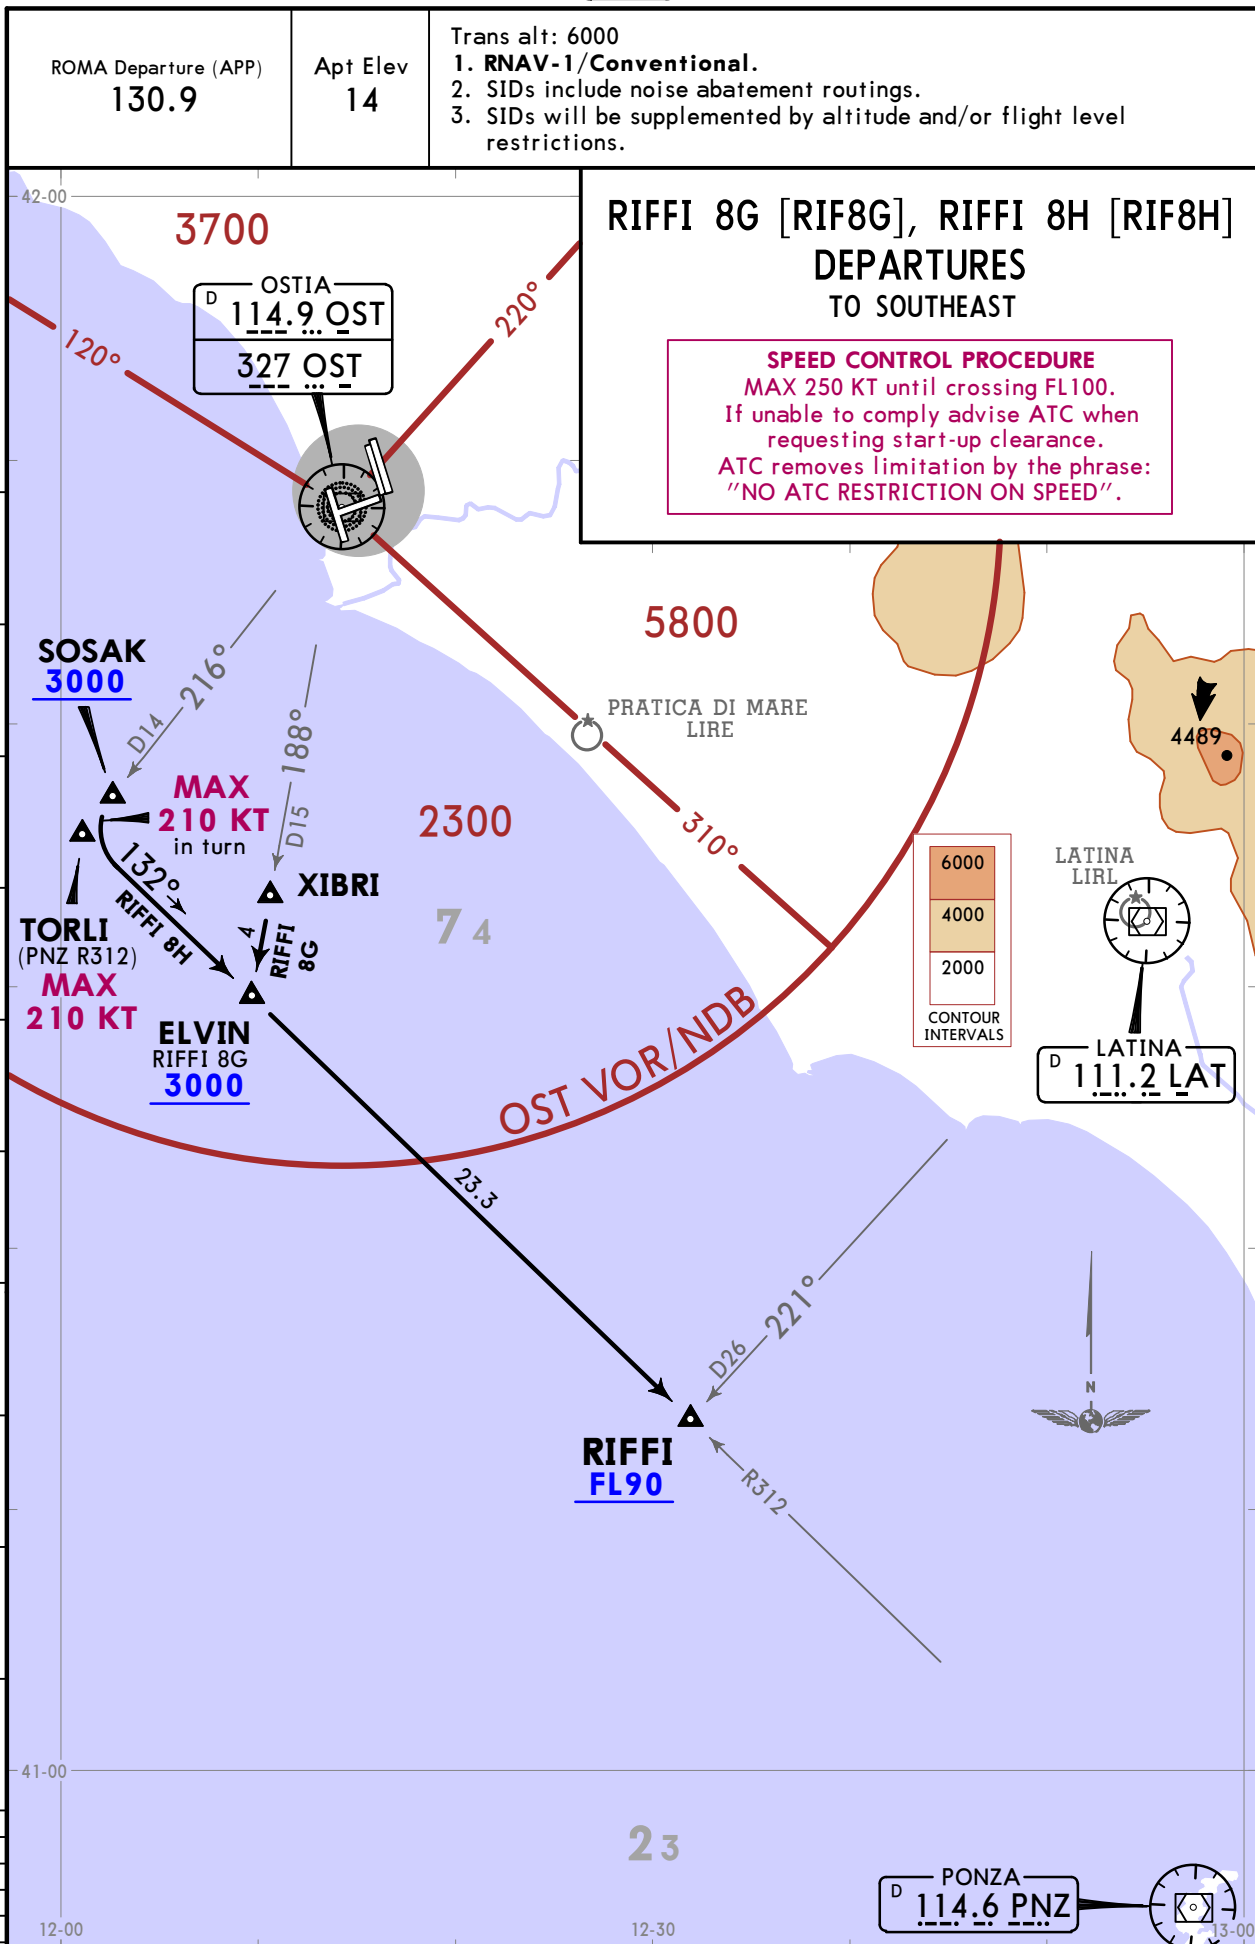 ROMA Departure (APP)
130.9
Apt Elev
14
Trans alt: 6000
1. RNAV-1/Conventional.
2. SIDs include noise abatement routings.
3. SIDs will be supplemented by altitude and/or flight level
restrictions.
RIFFI 8G [RIF8G], RIFFI 8H [RIF8H]
DEPARTURES
TO SOUTHEAST
SPEED CONTROL PROCEDURE
MAX 250 KT until crossing FL100.
If unable to comply advise ATC when
requesting start-up clearance.
ATC removes limitation by the phrase:
"NO ATC RESTRICTION ON SPEED".
42-00
3700
OSTIA
D 114.9 OST
327 OST
120°
220°
5800
SOSAK
3000
D14 216°
D15 188°
PRATICA DI MARE
LIRE
4489
MAX
210 KT
in turn
2300
310°
132°
RIFFI 8H
XIBRI
4
RIFFI
8G
74
TORLI
(PNZ R312)
MAX
210 KT
6000
4000
2000
CONTOUR
INTERVALS
LATINA
LIRL
LATINA
D 111.2 LAT
ELVIN
RIFFI 8G
3000
OST VOR/NDB
23.3
D26 221°
N
RIFFI
FL90
R312
41-00
23
PONZA
D 114.6 PNZ
12-00
12-30
13-00